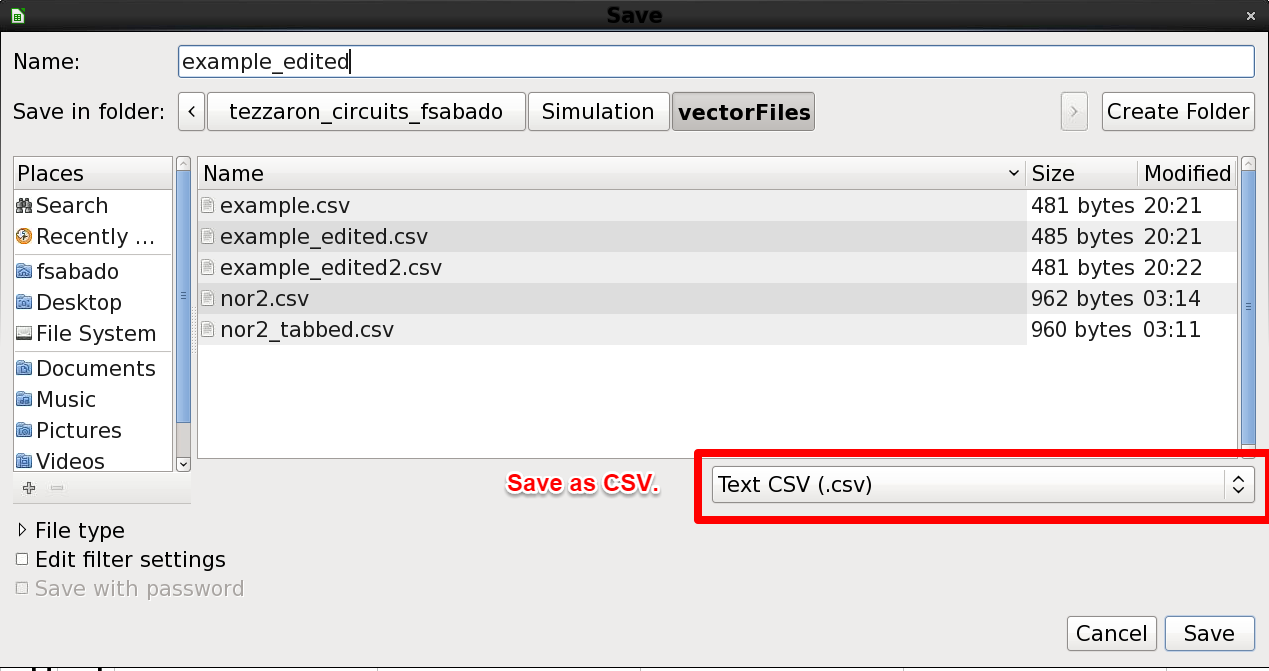 Save
Name: example_edited
Save in folder: < tezzaron_circuits_fsabado Simulation vectorFiles > Create Folder
Places
Search
Recently ...
fsabado
Desktop
File System
Documents
Music
Pictures
Videos
Name Size Modified
example.csv 481 bytes 20:21
example_edited.csv 485 bytes 20:21
example_edited2.csv 481 bytes 20:22
nor2.csv 962 bytes 03:14
nor2_tabbed.csv 960 bytes 03:11
Save as CSV.
Text CSV (.csv)
File type
Edit filter settings
Save with password
Cancel Save